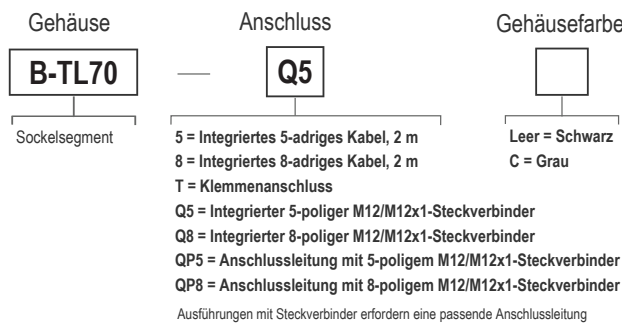 Gehäuse Anschluss Gehäusefarbe
B-TL70 — Q5
Sockelsegment
5 = Integriertes 5-adriges Kabel, 2 m
8 = Integriertes 8-adriges Kabel, 2 m
T = Klemmenanschluss
Q5 = Integrierter 5-poliger M12/M12x1-Steckverbinder
Q8 = Integrierter 8-poliger M12/M12x1-Steckverbinder
QP5 = Anschlussleitung mit 5-poligem M12/M12x1-Steckverbinder
QP8 = Anschlussleitung mit 8-poligem M12/M12x1-Steckverbinder
Ausführungen mit Steckverbinder erfordern eine passende Anschlussleitung
Leer = Schwarz
C = Grau